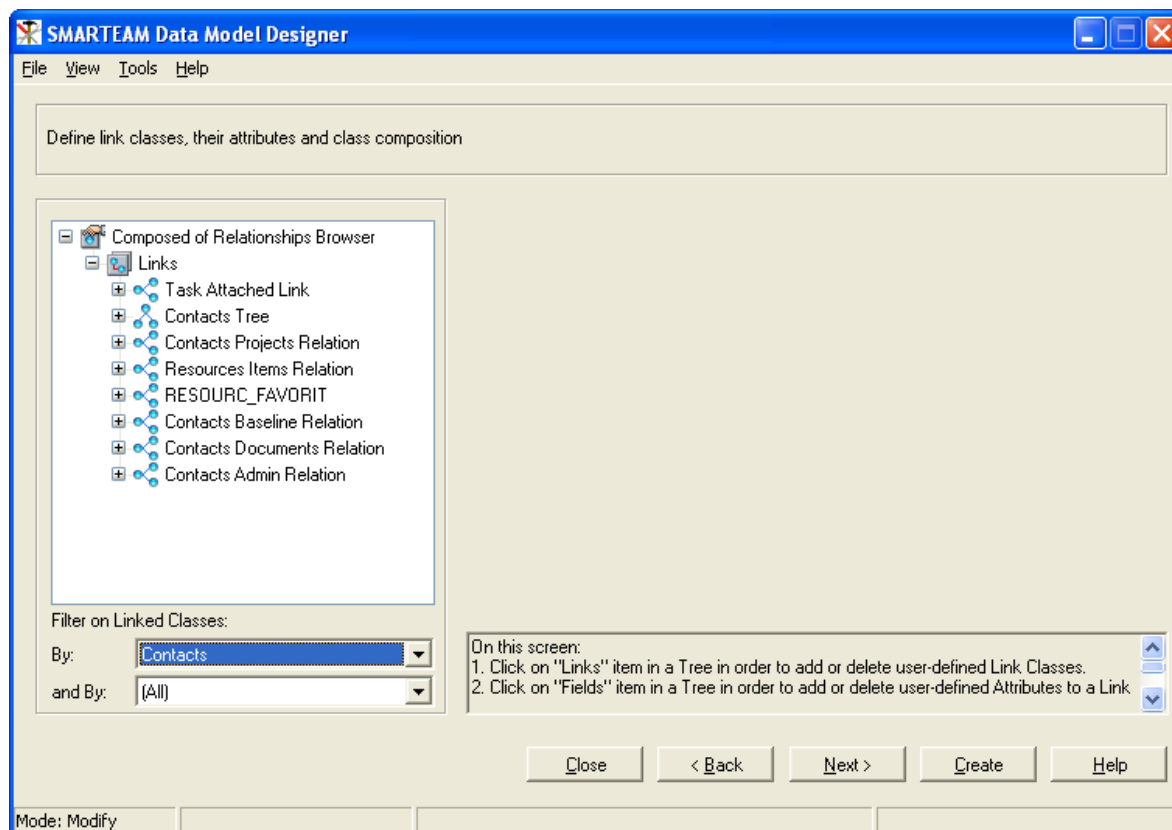 SMARTEAM Data Model Designer
File View Tools Help
Define link classes, their attributes and class composition
Composed of Relationships Browser
Links
Task Attached Link
Contacts Tree
Contacts Projects Relation
Resources Items Relation
RESOURC_FAVORIT
Contacts Baseline Relation
Contacts Documents Relation
Contacts Admin Relation
Filter on Linked Classes:
By: Contacts
and By: (All)
On this screen:
1. Click on "Links" item in a Tree in order to add or delete user-defined Link Classes.
2. Click on "Fields" item in a Tree in order to add or delete user-defined Attributes to a Link
Close < Back Next > Create Help
Mode: Modify